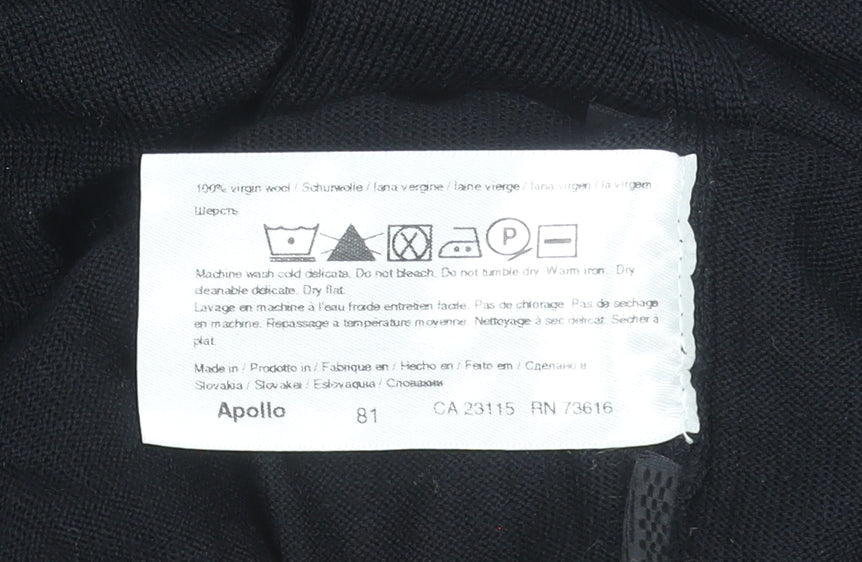 100% virgin wool / Schurwolle / lana vergine / laine vierge / lana virgen / la virgem
Шерсть
P
Machine wash cold delicate. Do not bleach. Do not tumble dry. Warm iron. Dry
cleanable delicate. Dry flat.
Lavage en machine à l'eau froide entretien facile. Pas de chlorage. Pas de sechage
en machine. Repassage a température moyenne. Nettoyage à sec délicat. Secher à
plat.
Made in / Prodotto in / Fabrique en / Hecho en / Feito em / Сделано в
Slovakia / Slovakei / Eslovaquia / Словакии
Apollo 81 CA 23115 RN 73616